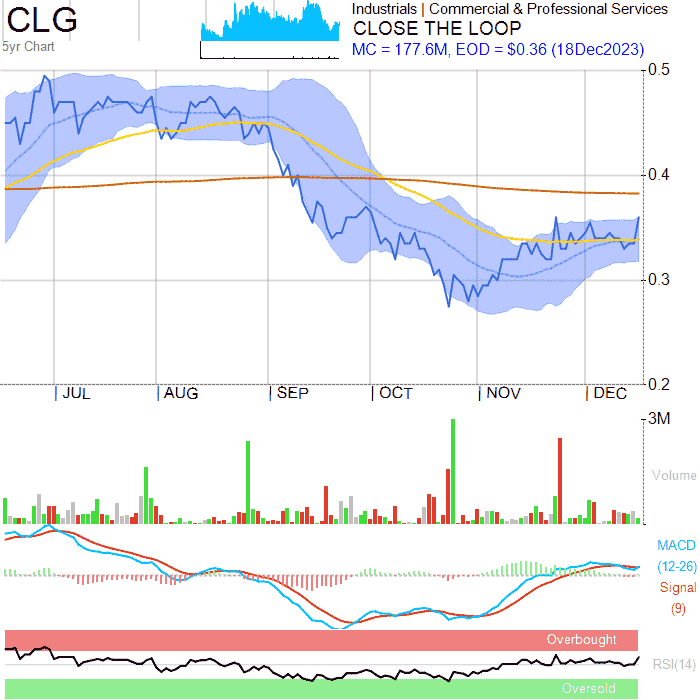 CLG
5yr Chart
Industrials | Commercial & Professional Services
CLOSE THE LOOP
MC = 177.6M, EOD = $0.36 (18Dec2023)
0.5
0.4
0.3
0.2
JUL AUG SEP OCT NOV DEC
3M
Volume
MACD
(12-26)
Signal
(9)
Overbought
RSI(14)
Oversold